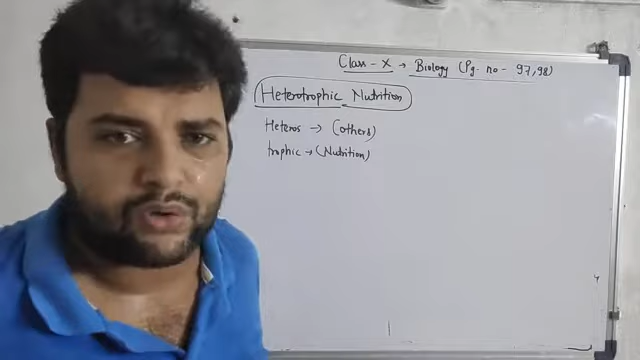 Class-X → Biology (Pg. no - 97,98)
Heterotrophic Nutrition
Heteros → (others)
trophic → (Nutrition)